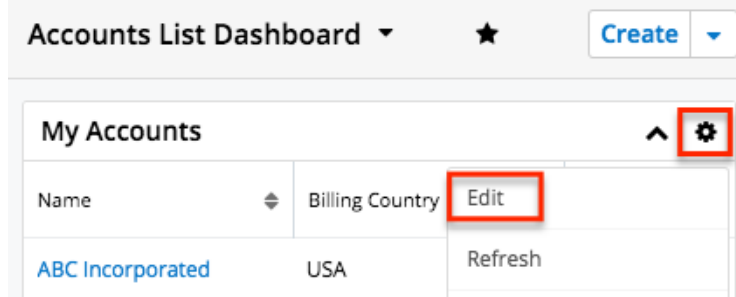 Accounts List Dashboard
Create
My Accounts
Name
Billing Country
Edit
ABC Incorporated
USA
Refresh